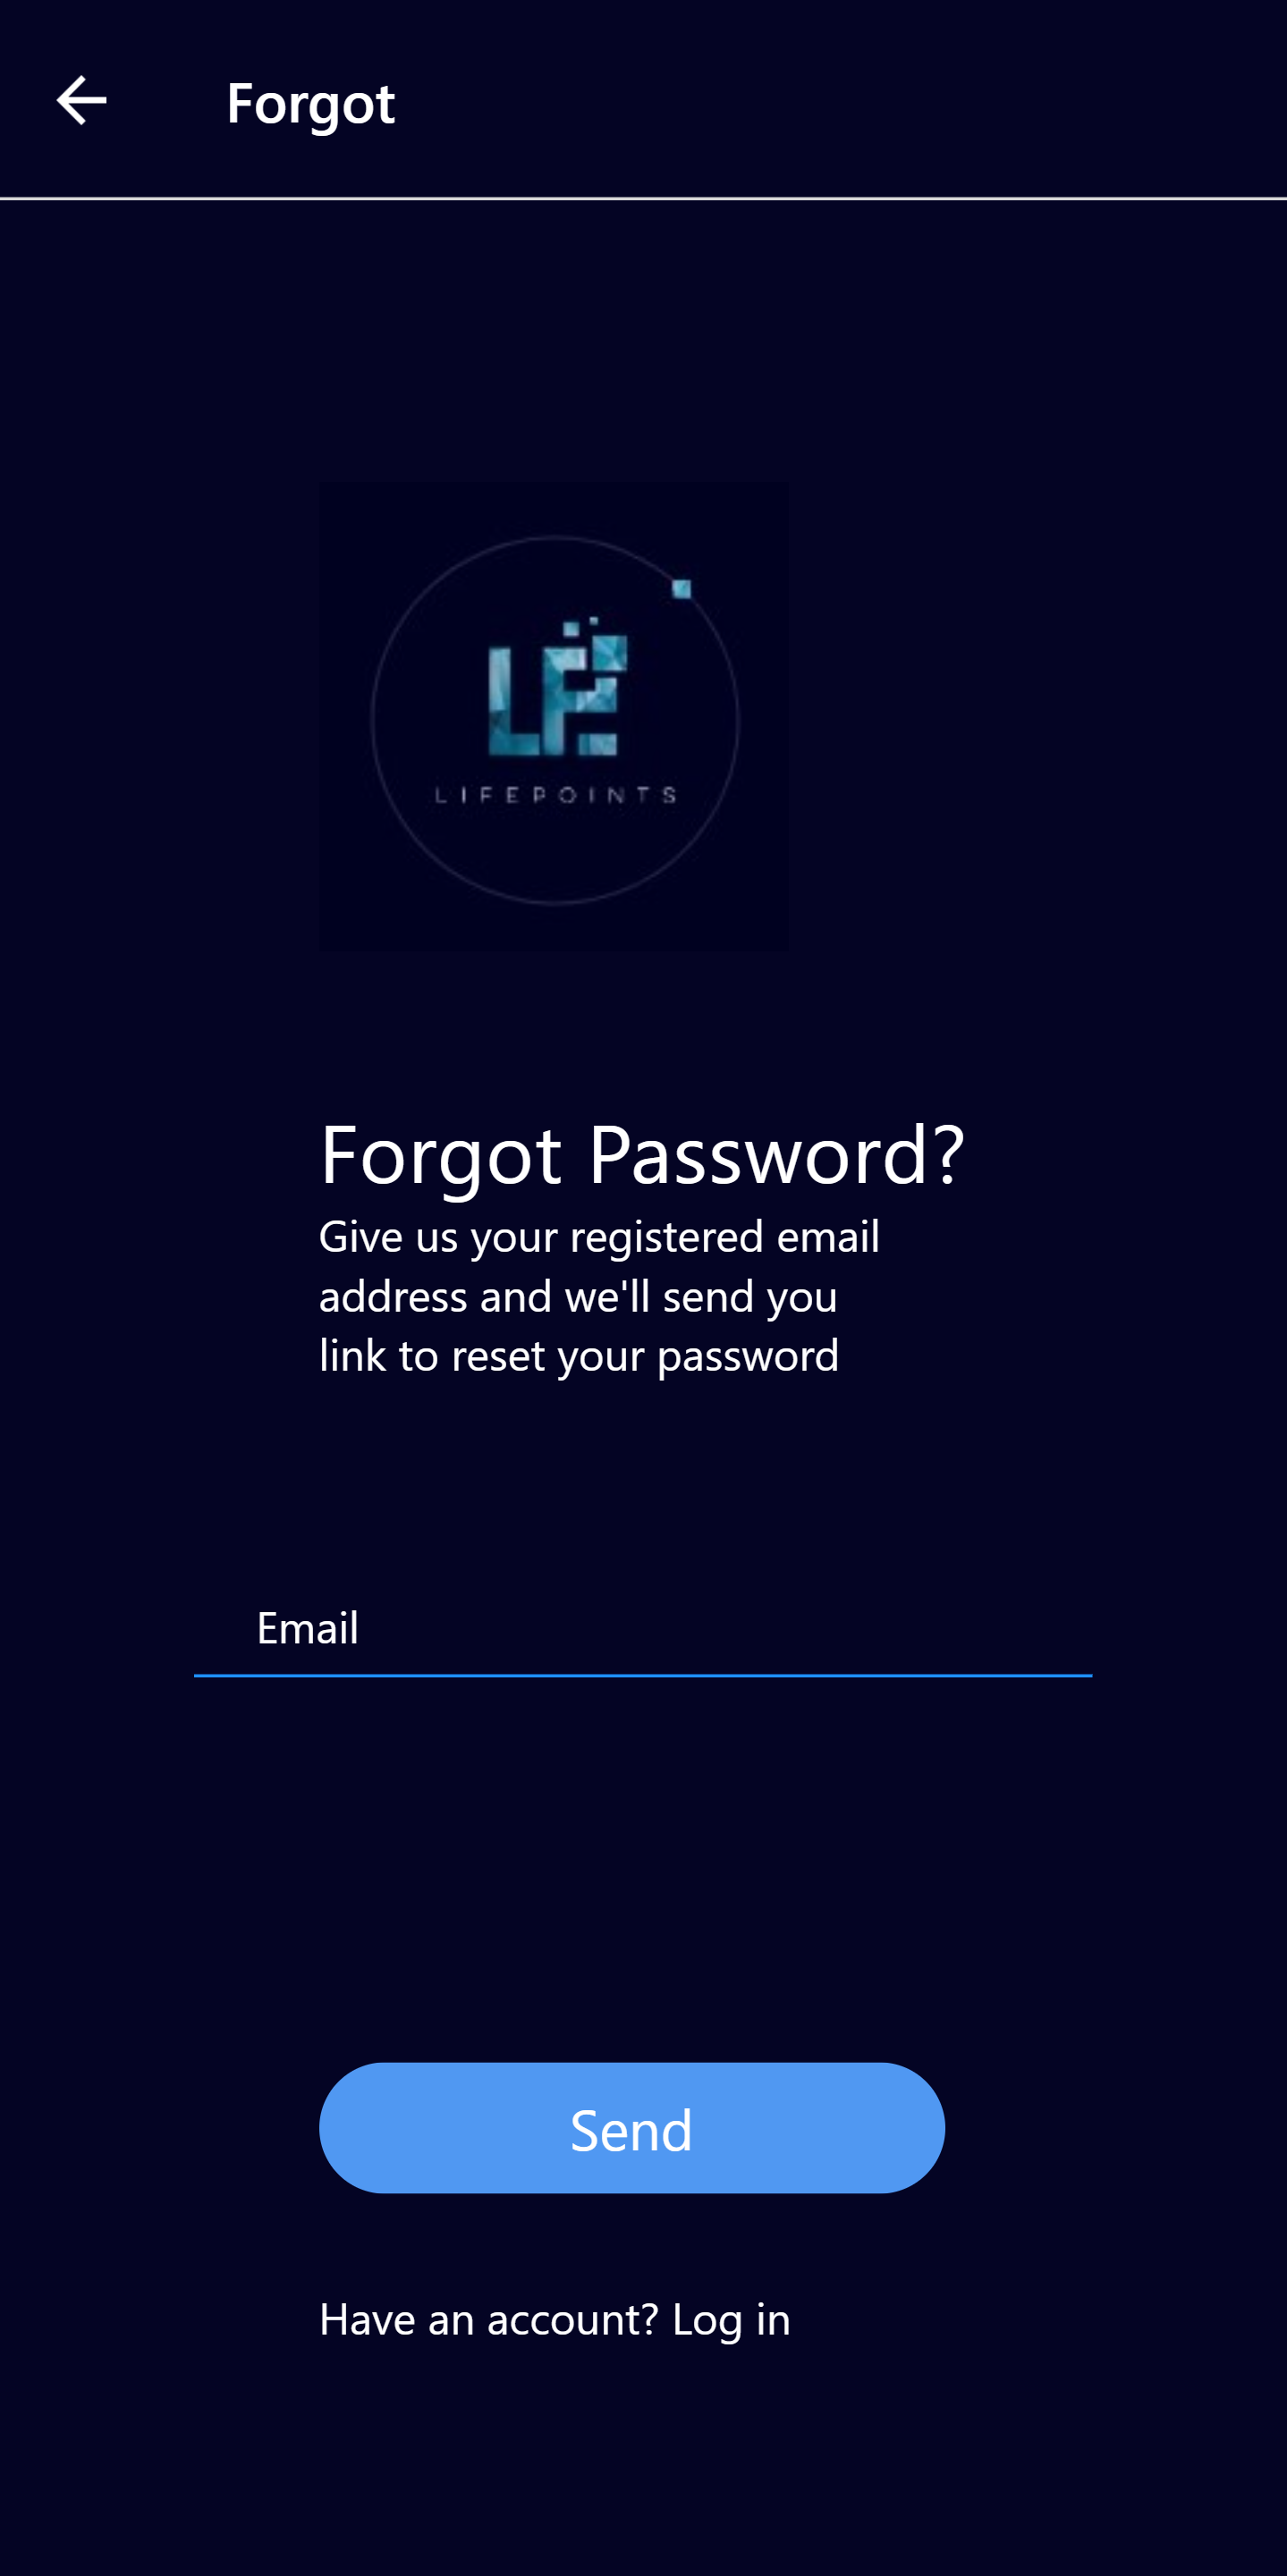 Forgot
LP
LIFEPOINTS
Forgot Password?
Give us your registered email
address and we'll send you
link to reset your password
Email
Send
Have an account? Log in